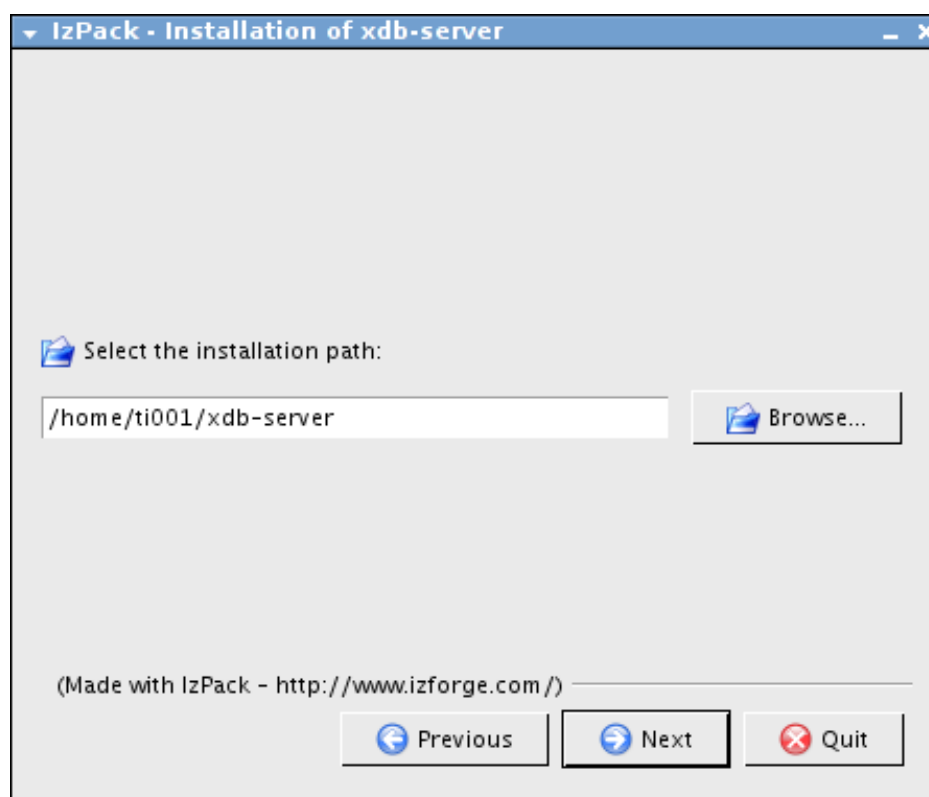 IzPack - Installation of xdb-server
Select the installation path:
/home/ti001/xdb-server
Browse...
(Made with IzPack - http://www.izforge.com/)
Previous
Next
Quit